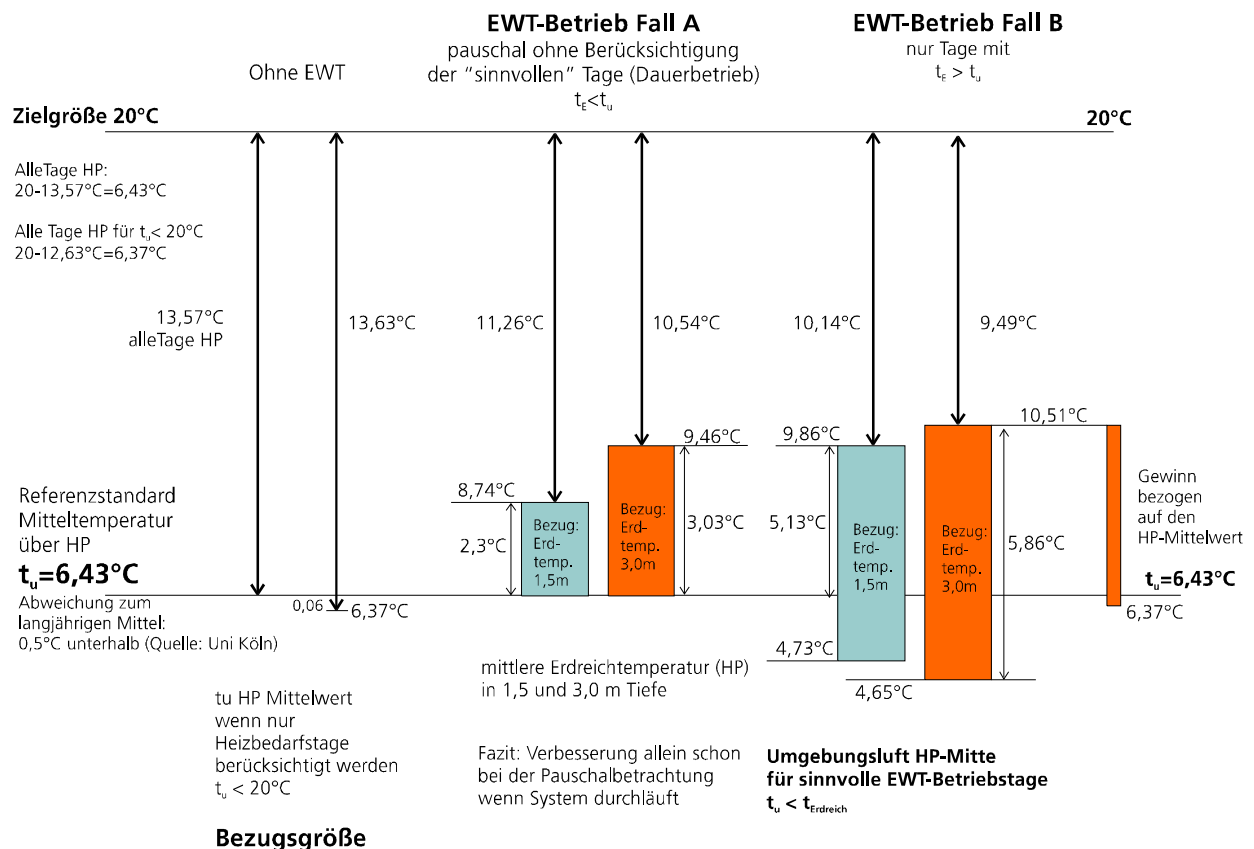 EWT-Betrieb Fall A
pauschal ohne Berücksichtigung
der "sinnvollen" Tage (Dauerbetrieb)
t_E<t_u
EWT-Betrieb Fall B
nur Tage mit
t_E > t_u
Ohne EWT
Zielgröße 20°C
20°C
AlleTage HP:
20-13,57°C=6,43°C
Alle Tage HP für t_u< 20°C
20-12,63°C=6,37°C
13,57°C
alleTage HP
13,63°C
11,26°C
10,54°C
10,14°C
9,49°C
10,51°C
9,46°C
9,86°C
8,74°C
2,3°C
Bezug:
Erd-
temp.
1,5m
Bezug:
Erd-
temp.
3,0m
3,03°C
5,13°C
Bezug:
Erd-
temp.
1,5m
Bezug:
Erd-
temp.
3,0m
5,86°C
Gewinn
bezogen
auf den
HP-Mittelwert
t_u=6,43°C
6,37°C
Referenzstandard
Mitteltemperatur
über HP
t_u=6,43°C
Abweichung zum
langjährigen Mittel:
0,5°C unterhalb (Quelle: Uni Köln)
0,06
6,37°C
4,73°C
4,65°C
mittlere Erdreichtemperatur (HP)
in 1,5 und 3,0 m Tiefe
tu HP Mittelwert
wenn nur
Heizbedarfstage
berücksichtigt werden
t_u < 20°C
Bezugsgröße
Fazit: Verbesserung allein schon
bei der Pauschalbetrachtung
wenn System durchläuft
Umgebungsluft HP-Mitte
für sinnvolle EWT-Betriebstage
t_u < t_Erdreich